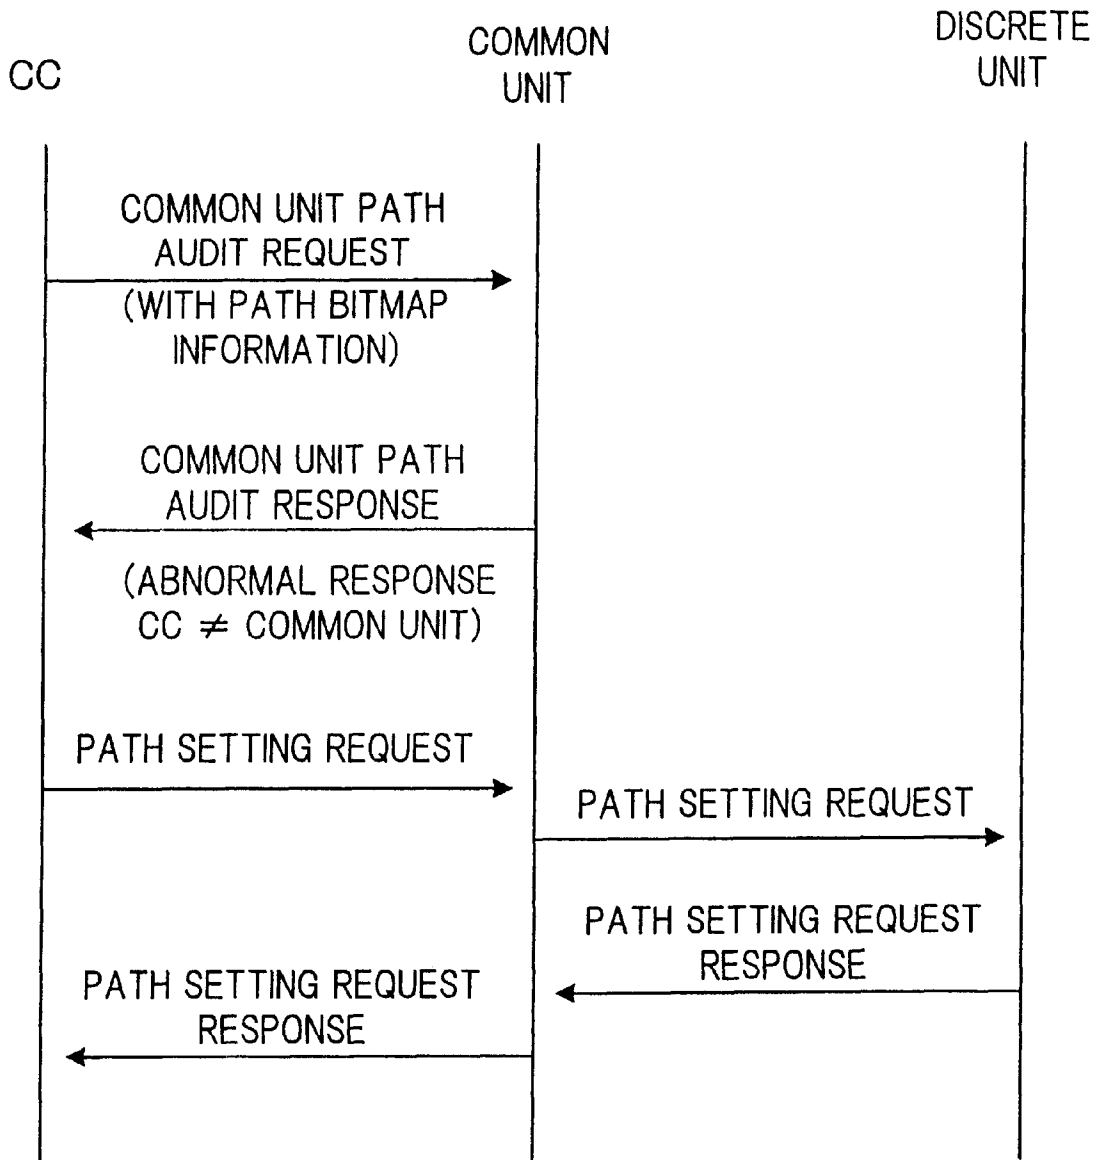 CC
COMMON
UNIT
DISCRETE
UNIT
COMMON UNIT PATH
AUDIT REQUEST
(WITH PATH BITMAP
INFORMATION)
COMMON UNIT PATH
AUDIT RESPONSE
(ABNORMAL RESPONSE
CC ≠ COMMON UNIT)
PATH SETTING REQUEST
PATH SETTING REQUEST
PATH SETTING REQUEST
RESPONSE
PATH SETTING REQUEST
RESPONSE